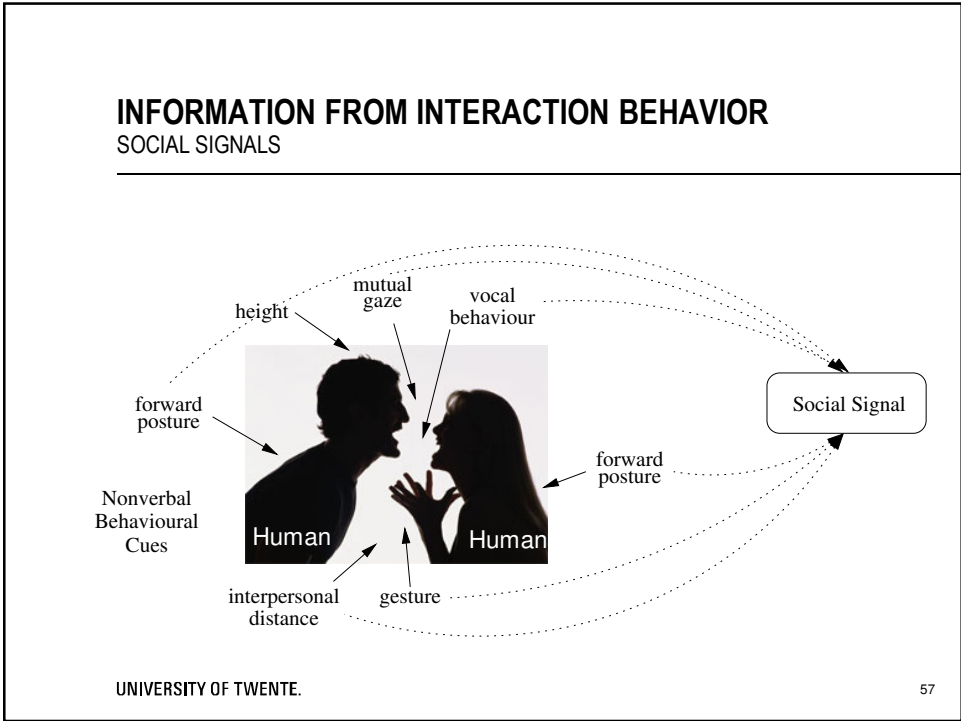 INFORMATION FROM INTERACTION BEHAVIOR
SOCIAL SIGNALS
mutual
gaze
vocal
behaviour
height
forward
posture
Social Signal
forward
posture
Nonverbal
Behavioural
Cues
Human
Human
interpersonal
distance
gesture
UNIVERSITY OF TWENTE.
57